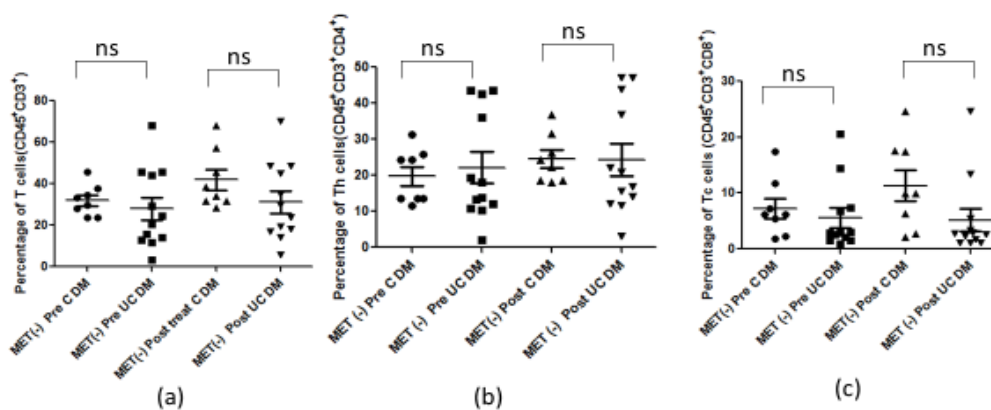 ns
ns
Percentage of T cells(CD45+CD3+)
80
60
40
20
0
MET(-) Pre C DM
MET(-) Pre UC DM
MET(-) Post treat C DM
MET(-) Post UC DM
(a)
ns
ns
Percentage of Th cells(CD45+CD3+CD4+)
50
40
30
20
10
0
MET (-) Pre C DM
MET (-) Pre UC DM
MET(-) Post C DM
MET (-) Post UC DM
(b)
ns
ns
Percentage of Tc cells (CD45+CD3+CD8+)
30
20
10
0
MET(-) Pre C DM
MET (-) Pre UC DM
MET(-) Post C DM
MET(-) Post UC DM
(c)